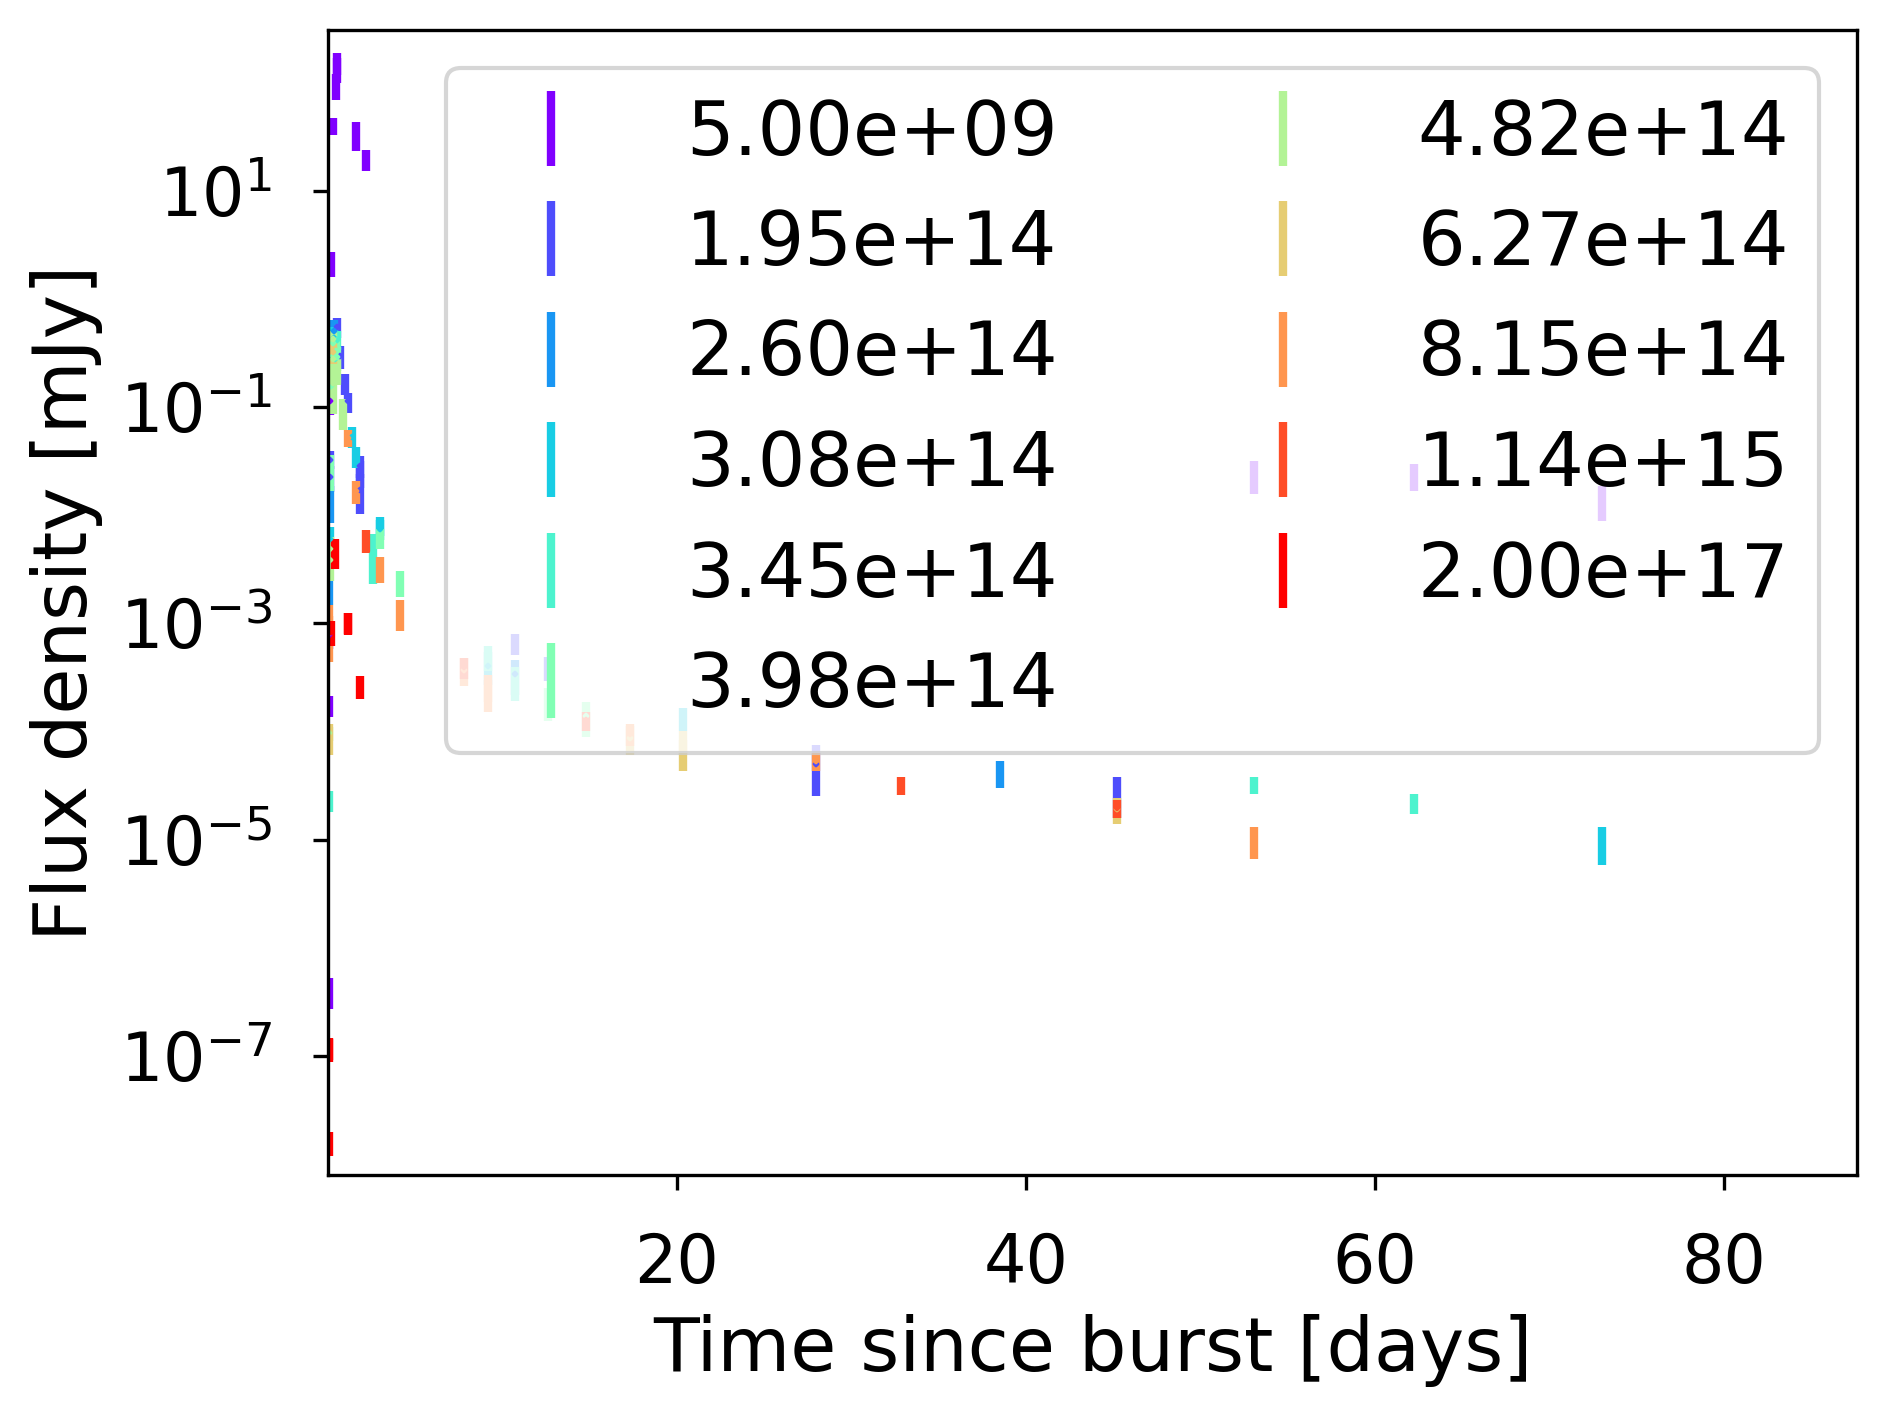 Flux density [mJy]
10¹
10⁻¹
10⁻³
10⁻⁵
10⁻⁷
5.00e+09
1.95e+14
2.60e+14
3.08e+14
3.45e+14
3.98e+14
4.82e+14
6.27e+14
8.15e+14
1.14e+15
2.00e+17
20 40 60 80
Time since burst [days]